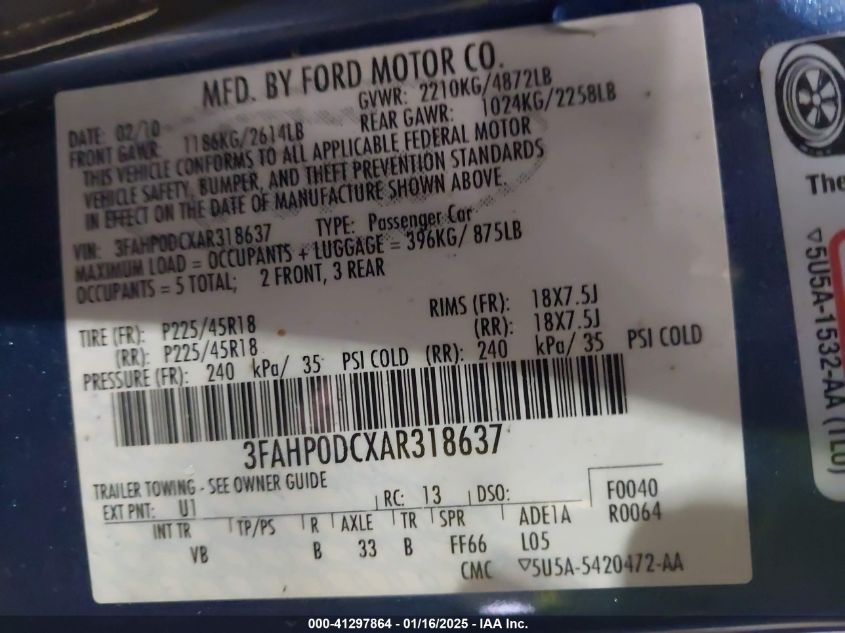 MFD. BY FORD MOTOR CO.
DATE: 02/10 GVWR: 2210KG/4872LB
FRONT GAWR: 1186KG/2614LB REAR GAWR: 1024KG/2258LB
THIS VEHICLE CONFORMS TO ALL APPLICABLE FEDERAL MOTOR
VEHICLE SAFETY, BUMPER, AND THEFT PREVENTION STANDARDS
IN EFFECT ON THE DATE OF MANUFACTURE SHOWN ABOVE.
VIN: 3FAHP0DCXAR318637 TYPE: Passenger Car
MAXIMUM LOAD = OCCUPANTS + LUGGAGE = 396KG/ 875LB
OCCUPANTS = 5 TOTAL; 2 FRONT, 3 REAR
TIRE (FR): P225/45R18 RIMS (FR): 18X7.5J
(RR): P225/45R18 (RR): 18X7.5J
PRESSURE (FR): 240 kPa/ 35 PSI COLD (RR): 240 kPa/ 35 PSI COLD
3FAHP0DCXAR318637
TRAILER TOWING - SEE OWNER GUIDE
EXT PNT: U1 RC: 13 DSO: F0040
INT TR TP/PS R AXLE TR SPR ADE1A R0064
VB B 33 B FF66 L05
CMC ▽5U5A-5420472-AA
The
▽5U5A-1532-AA (TL0)
000-41297864 - 01/16/2025 - IAA Inc.